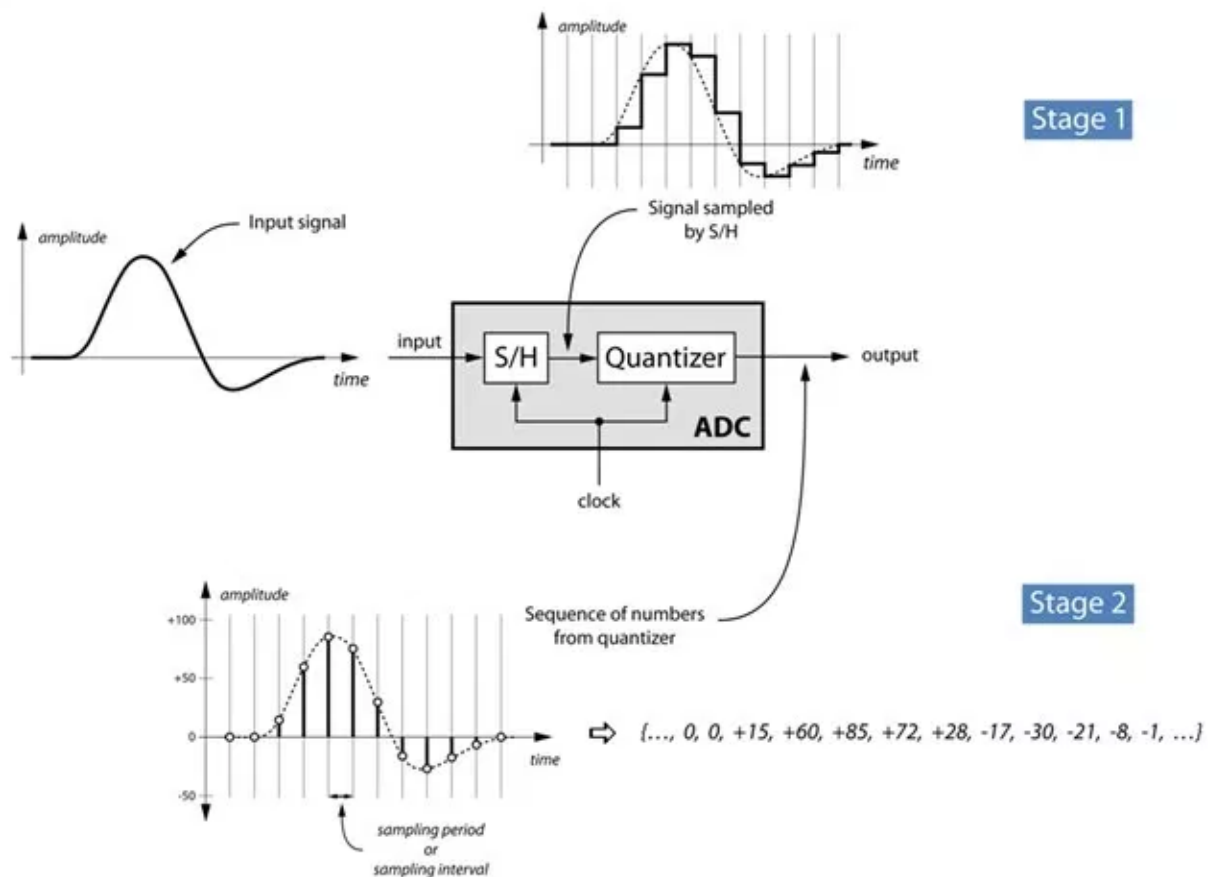 amplitude
time
Stage 1
Signal sampled
by S/H
Input signal
amplitude
time
input
S/H
Quantizer
output
ADC
clock
Stage 2
Sequence of numbers
from quantizer
amplitude
+100
+50
0
-50
time
sampling period
or
sampling interval
{..., 0, 0, +15, +60, +85, +72, +28, -17, -30, -21, -8, -1, ...}